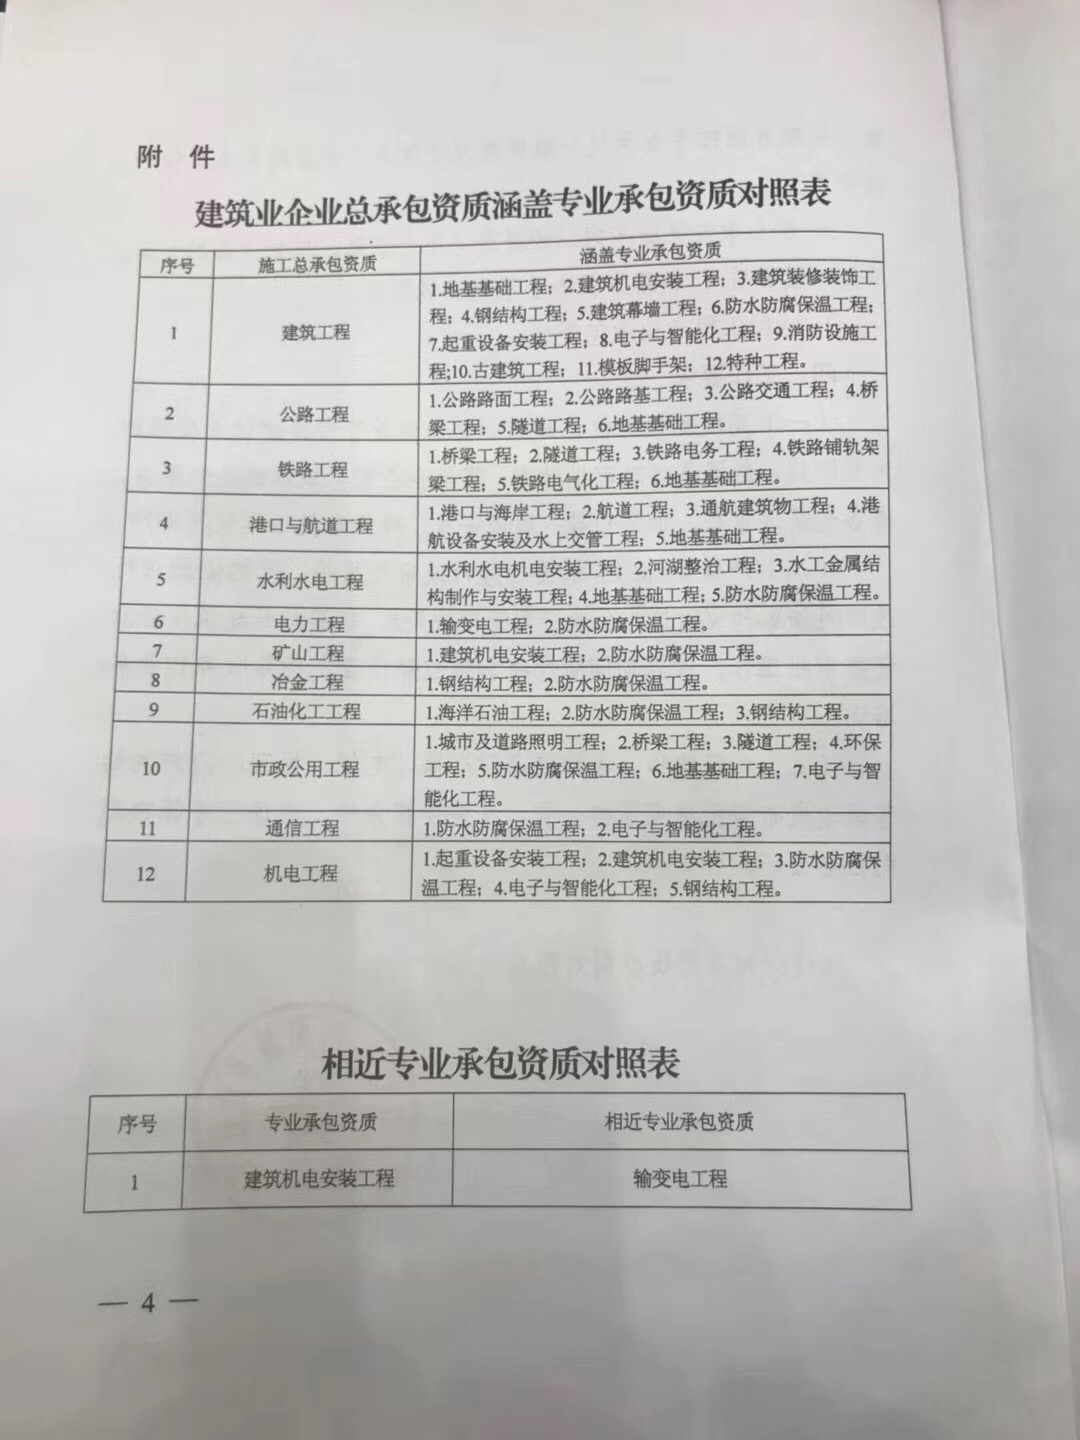 附 件
建筑业企业总承包资质涵盖专业承包资质对照表
序号 施工总承包资质 涵盖专业承包资质
1 建筑工程 1.地基基础工程；2.建筑机电安装工程；3.建筑装修装饰工
程；4.钢结构工程；5.建筑幕墙工程；6.防水防腐保温工程；
7.起重设备安装工程；8.电子与智能化工程；9.消防设施工
程;10.古建筑工程；11.模板脚手架；12.特种工程。
2 公路工程 1.公路路面工程；2.公路路基工程；3.公路交通工程；4.桥
梁工程；5.隧道工程；6.地基基础工程。
3 铁路工程 1.桥梁工程；2.隧道工程；3.铁路电务工程；4.铁路铺轨架
梁工程；5.铁路电气化工程；6.地基基础工程。
4 港口与航道工程 1.港口与海岸工程；2.航道工程；3.通航建筑物工程；4.港
航设备安装及水上交管工程；5.地基基础工程。
5 水利水电工程 1.水利水电机电安装工程；2.河湖整治工程；3.水工金属结
构制作与安装工程；4.地基基础工程；5.防水防腐保温工程。
6 电力工程 1.输变电工程；2.防水防腐保温工程。
7 矿山工程 1.建筑机电安装工程；2.防水防腐保温工程。
8 冶金工程 1.钢结构工程；2.防水防腐保温工程。
9 石油化工工程 1.海洋石油工程；2.防水防腐保温工程；3.钢结构工程。
10 市政公用工程 1.城市及道路照明工程；2.桥梁工程；3.隧道工程；4.环保
工程；5.防水防腐保温工程；6.地基基础工程；7.电子与智
能化工程。
11 通信工程 1.防水防腐保温工程；2.电子与智能化工程。
12 机电工程 1.起重设备安装工程；2.建筑机电安装工程；3.防水防腐保
温工程；4.电子与智能化工程；5.钢结构工程。
相近专业承包资质对照表
序号 专业承包资质 相近专业承包资质
1 建筑机电安装工程 输变电工程
— 4 —